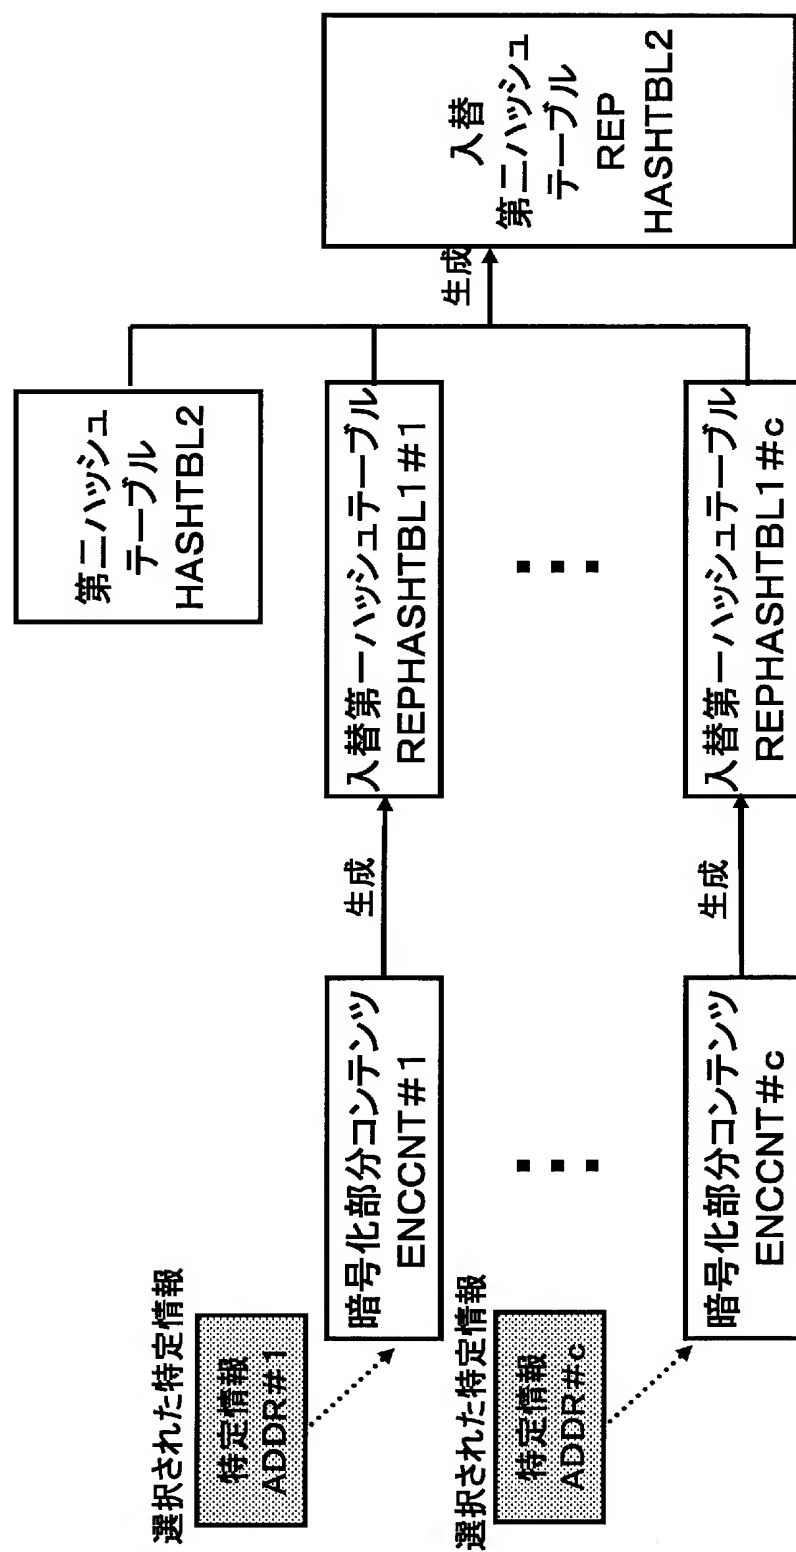 選択された特定情報
特定情報
ADDR#1
暗号化部分コンテンツ
ENCCNT#1
生成
入替第一ハッシュテーブル
REPHASHTBL1#1
第二ハッシュ
テーブル
HASHTBL2
選択された特定情報
特定情報
ADDR#c
暗号化部分コンテンツ
ENCCNT#c
生成
入替第一ハッシュテーブル
REPHASHTBL1#c
生成
入替
第二ハッシュ
テーブル
REP
HASHTBL2